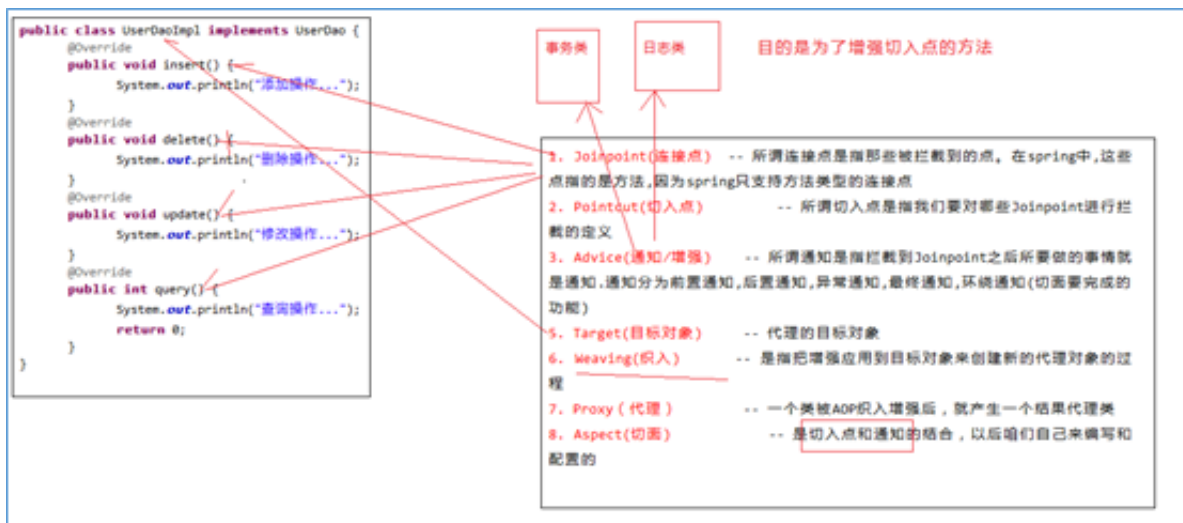 public class UserDaoImpl implements UserDao {
@Override
public void insert() {
System.out.println("添加操作...");
}
@Override
public void delete() {
System.out.println("删除操作...");
}
@Override
public void update() {
System.out.println("修改操作...");
}
@Override
public int query() {
System.out.println("查询操作...");
return 0;
}
}
事务类
日志类
目的是为了增强切入点的方法
1. Joinpoint(连接点) -- 所谓连接点是指那些被拦截到的点。在spring中,这些
点指的是方法,因为spring只支持方法类型的连接点
2. Pointcut(切入点) -- 所谓切入点是指我们要对哪些Joinpoint进行拦
截的定义
3. Advice(通知/增强) -- 所谓通知是指拦截到Joinpoint之后所要做的事情就
是通知.通知分为前置通知,后置通知,异常通知,最终通知,环绕通知(切面要完成的
功能)
5. Target(目标对象) -- 代理的目标对象
6. Weaving(织入) -- 是指把增强应用到目标对象来创建新的代理对象的过
程
7. Proxy（代理） -- 一个类被AOP织入增强后，就产生一个结果代理类
8. Aspect(切面) -- 是切入点和通知的结合，以后咱们自己来编写和
配置的